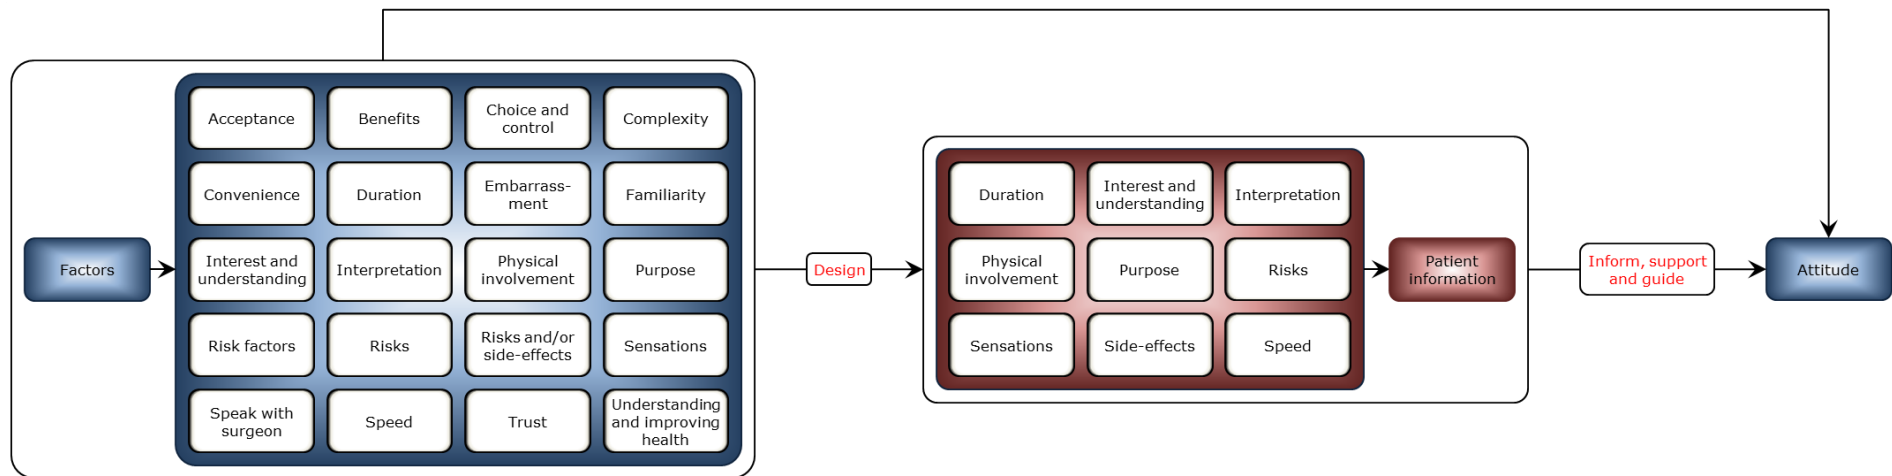 Factors
Acceptance
Benefits
Choice and
control
Complexity
Convenience
Duration
Embarrass-
ment
Familiarity
Interest and
understanding
Interpretation
Physical
involvement
Purpose
Risk factors
Risks
Risks and/or
side-effects
Sensations
Speak with
surgeon
Speed
Trust
Understanding
and improving
health
Design
Duration
Interest and
understanding
Interpretation
Physical
involvement
Purpose
Risks
Sensations
Side-effects
Speed
Patient
information
Inform, support
and guide
Attitude